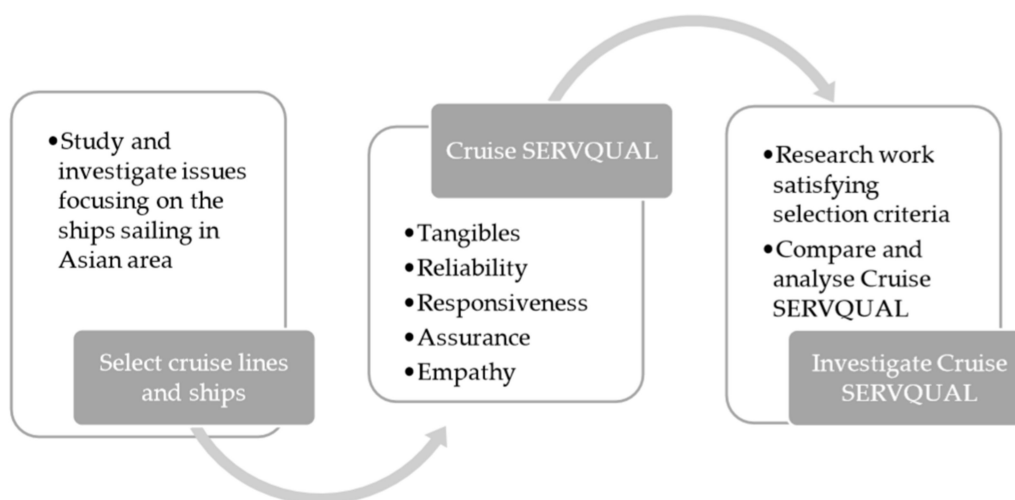 •Study and
investigate issues
focusing on the
ships sailing in
Asian area
Select cruise lines
and ships
Cruise SERVQUAL
•Tangibles
•Reliability
•Responsiveness
•Assurance
•Empathy
•Research work
satisfying
selection criteria
•Compare and
analyse Cruise
SERVQUAL
Investigate Cruise
SERVQUAL